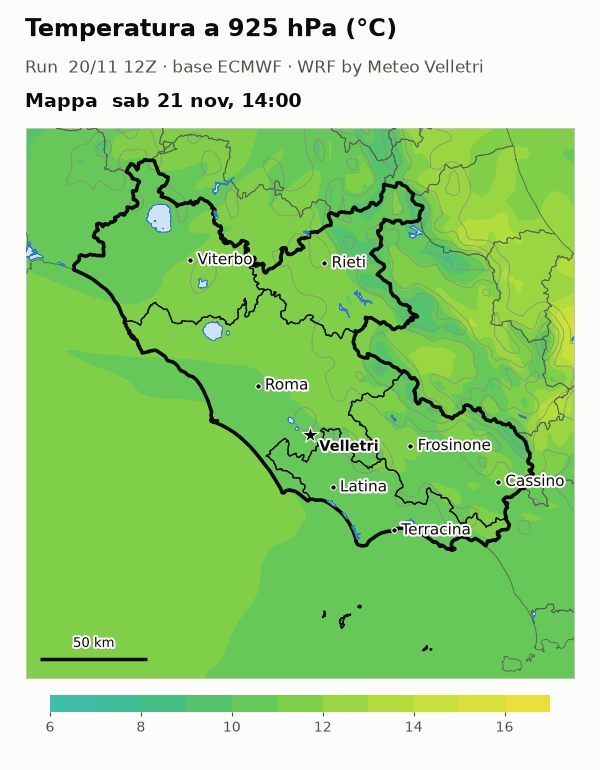 Temperatura a 925 hPa (°C)
Run  20/11 12Z · base ECMWF · WRF by Meteo Velletri
Mappa  sab 21 nov, 14:00
Viterbo
Rieti
Roma
Velletri
Frosinone
Latina
Cassino
Terracina
50 km
6 8 10 12 14 16